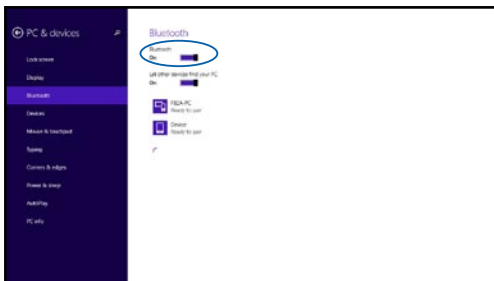 PC & devices
Lock screen
Display
Bluetooth
Devices
Mouse & touchpad
Typing
Corners & edges
Power & sleep
AutoPlay
PC info
Bluetooth
Bluetooth
On
Let other devices find your PC
On
Ready to pair
Device
Ready to pair